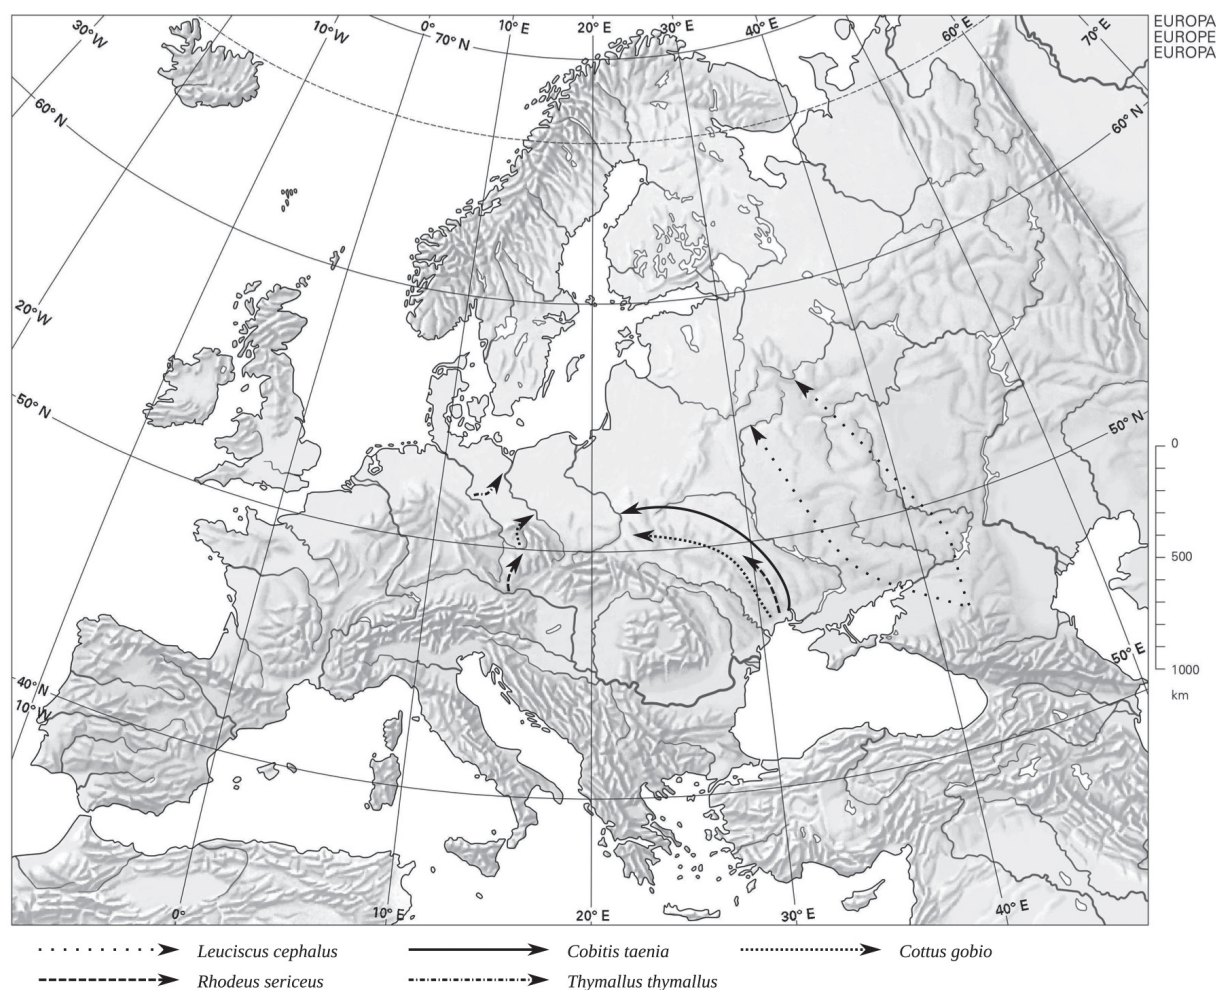 30°W
10°W
0°
70° N
10° E
20° E
30° E
40° E
60° E
70° E
EUROPA
EUROPE
EUROPA
60° N
60° N
20°W
50° N
50° N
0
500
50° E
1000
km
40° N
10° W
0°
10° E
20° E
30° E
40° E
Leuciscus cephalus
Cobitis taenia
Cottus gobio
Rhodeus sericeus
Thymallus thymallus